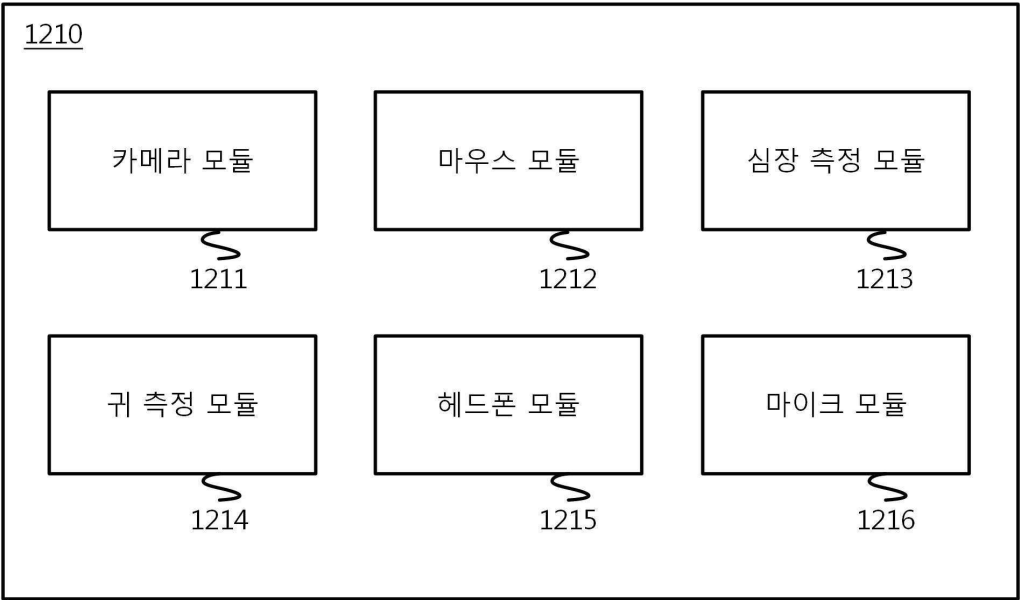 1210
카메라 모듈
마우스 모듈
심장 측정 모듈
1211
1212
1213
귀 측정 모듈
헤드폰 모듈
마이크 모듈
1214
1215
1216